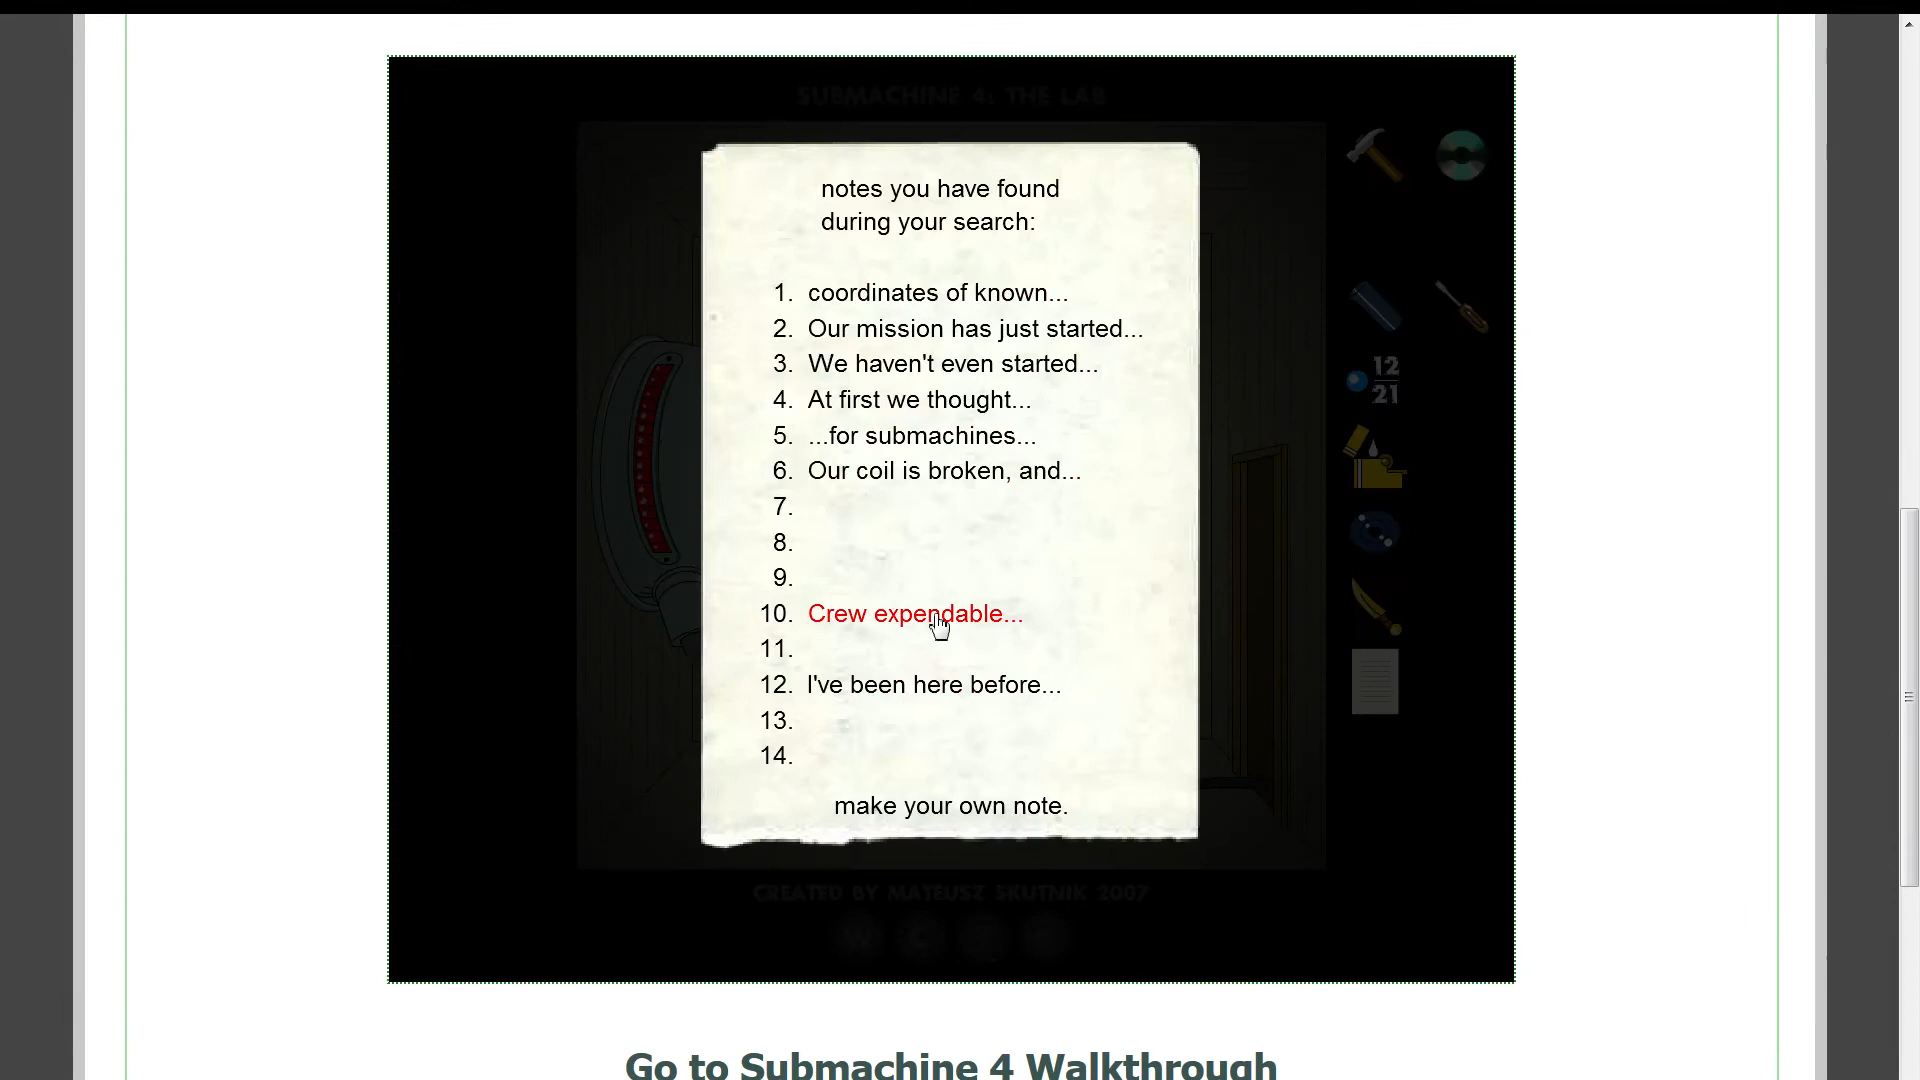 SUBMACHINE 4: THE LAB
notes you have found
during your search:
1. coordinates of known...
2. Our mission has just started...
3. We haven't even started...
4. At first we thought...
5. ...for submachines...
6. Our coil is broken, and...
7.
8.
9.
10. Crew expendable...
11.
12. I've been here before...
13.
14.
make your own note.
12
21
CREATED BY MATEUSZ SKUTNIK 2007
Go to Submachine 4 Walkthrough